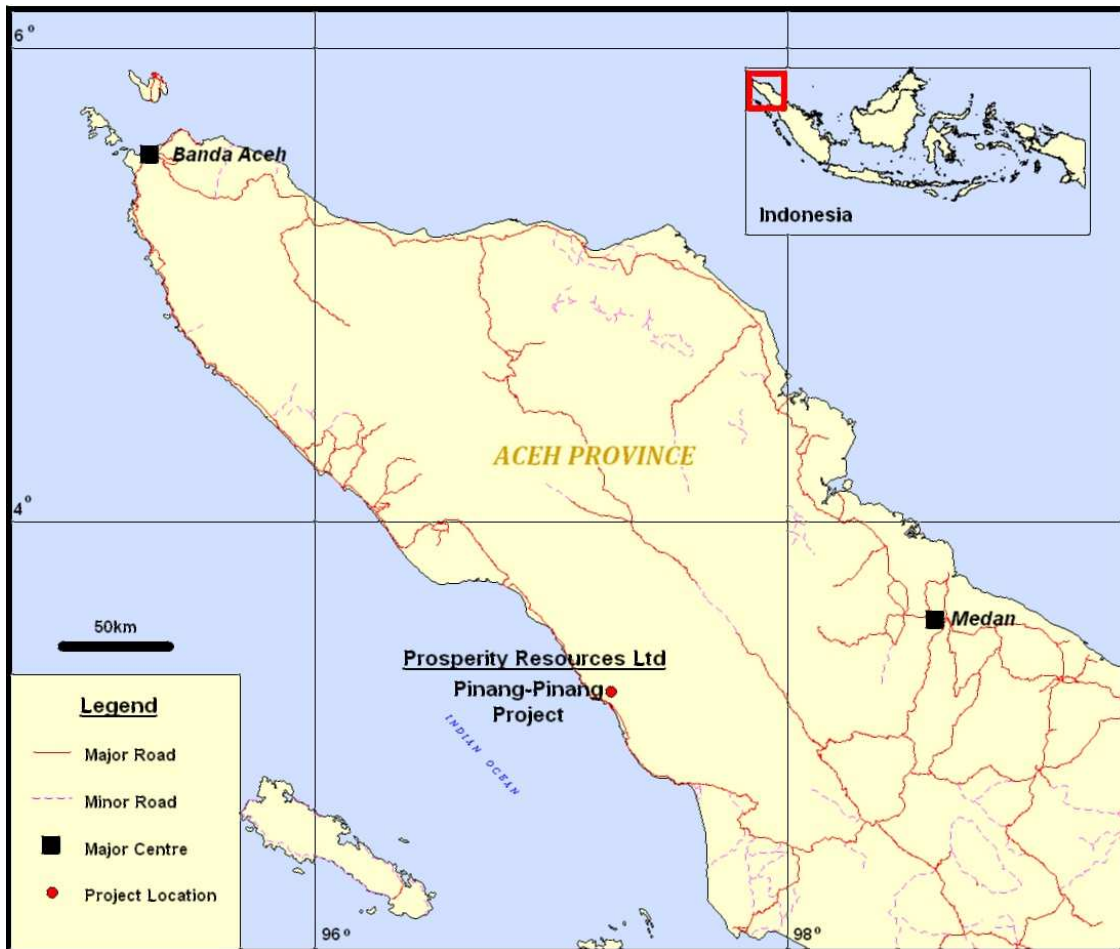 6°
Banda Aceh
Indonesia
ACEH PROVINCE
4°
50km
Medan
Prosperity Resources Ltd
Pinang-Pinang
Project
INDIAN OCEAN
Legend
Major Road
Minor Road
Major Centre
Project Location
96°
98°